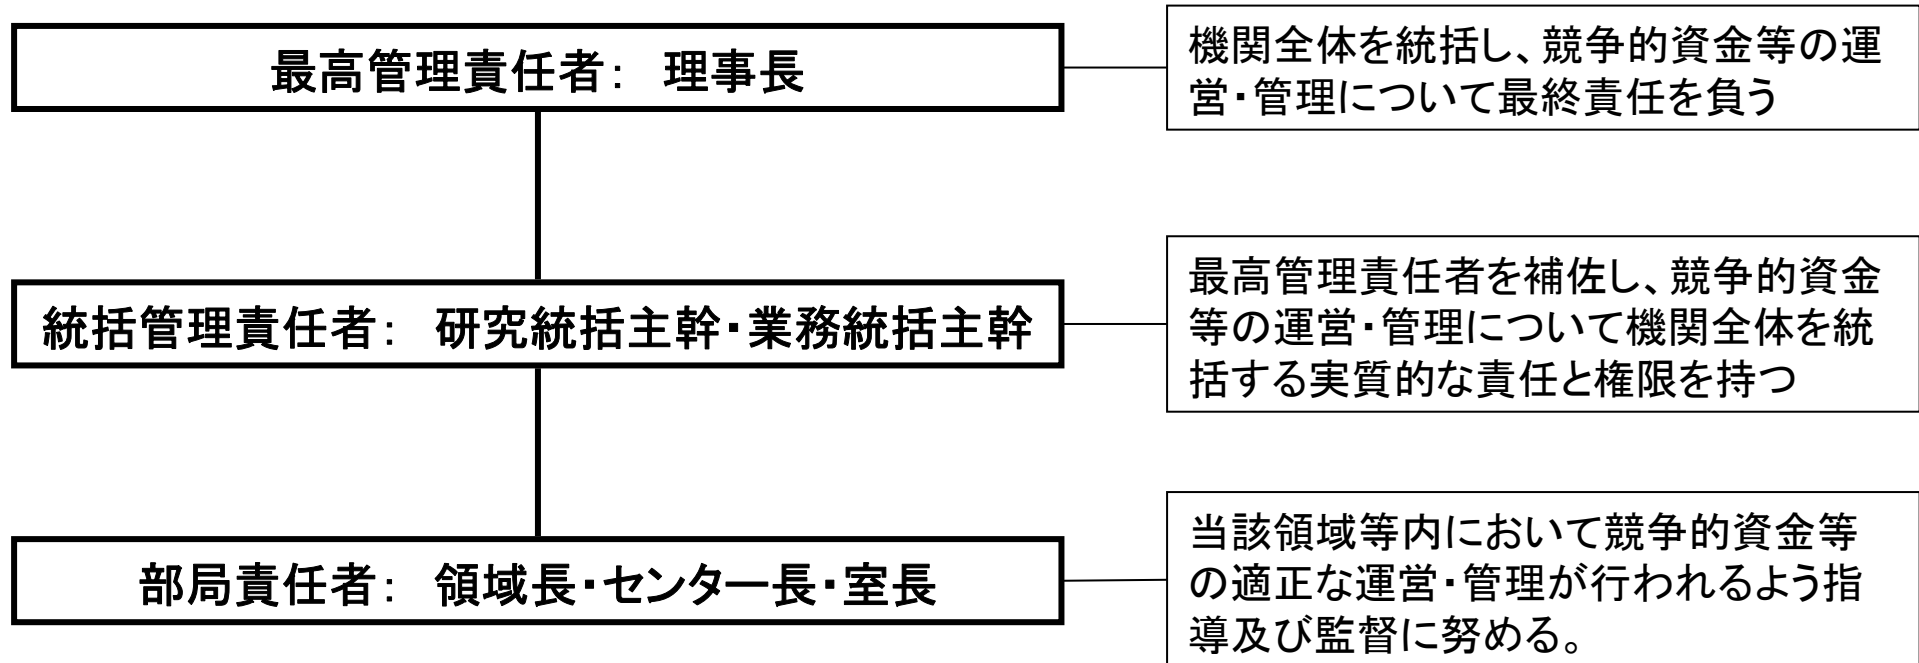 最高管理責任者： 理事長
機関全体を統括し、競争的資金等の運
営・管理について最終責任を負う
統括管理責任者： 研究統括主幹・業務統括主幹
最高管理責任者を補佐し、競争的資金
等の運営・管理について機関全体を統
括する実質的な責任と権限を持つ
部局責任者： 領域長・センター長・室長
当該領域等内において競争的資金等
の適正な運営・管理が行われるよう指
導及び監督に努める。